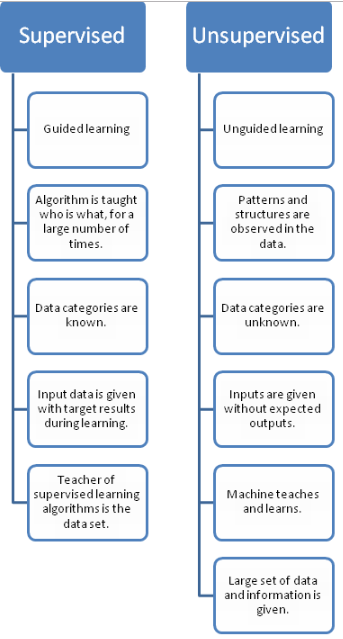 Supervised
Guided learning
Algorithm is taught
who is what, for a
large number of
times.
Data categories are
known.
Input data is given
with target results
during learning.
Teacher of
supervised learning
algorithms is the
data set.
Unsupervised
Unguided learning
Patterns and
structures are
observed in the
data.
Data categories are
unknown.
Inputs are given
without expected
outputs.
Machine teaches
and learns.
Large set of data
and information is
given.